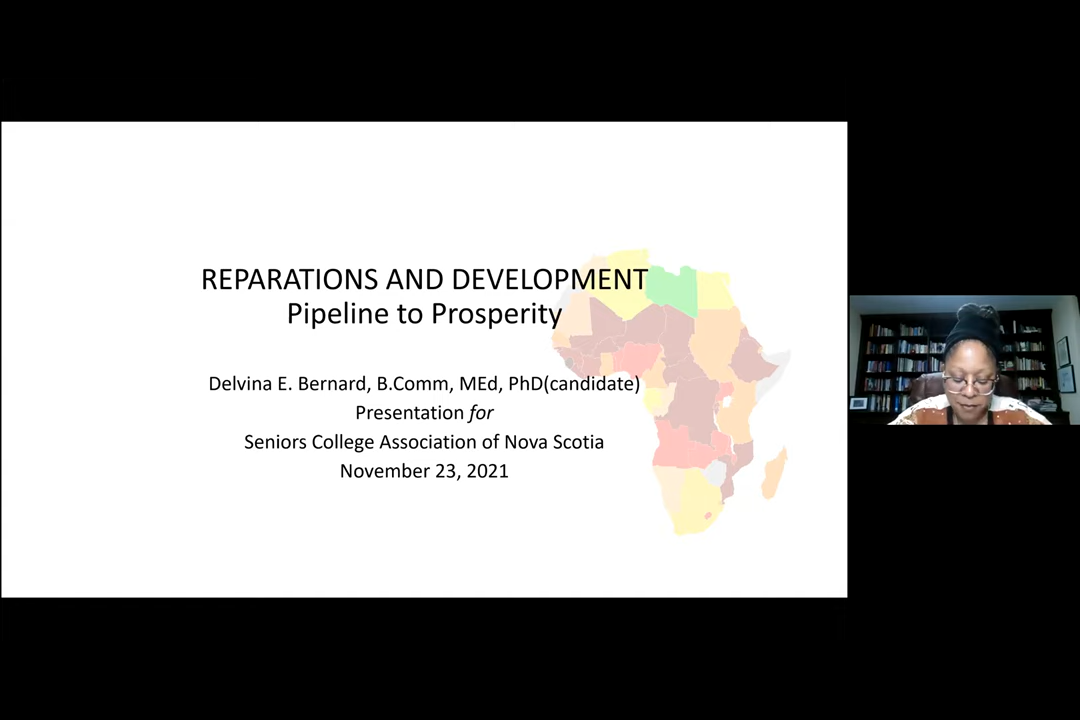 REPARATIONS AND DEVELOPMENT
Pipeline to Prosperity
Delvina E. Bernard, B.Comm, MEd, PhD(candidate)
Presentation for
Seniors College Association of Nova Scotia
November 23, 2021